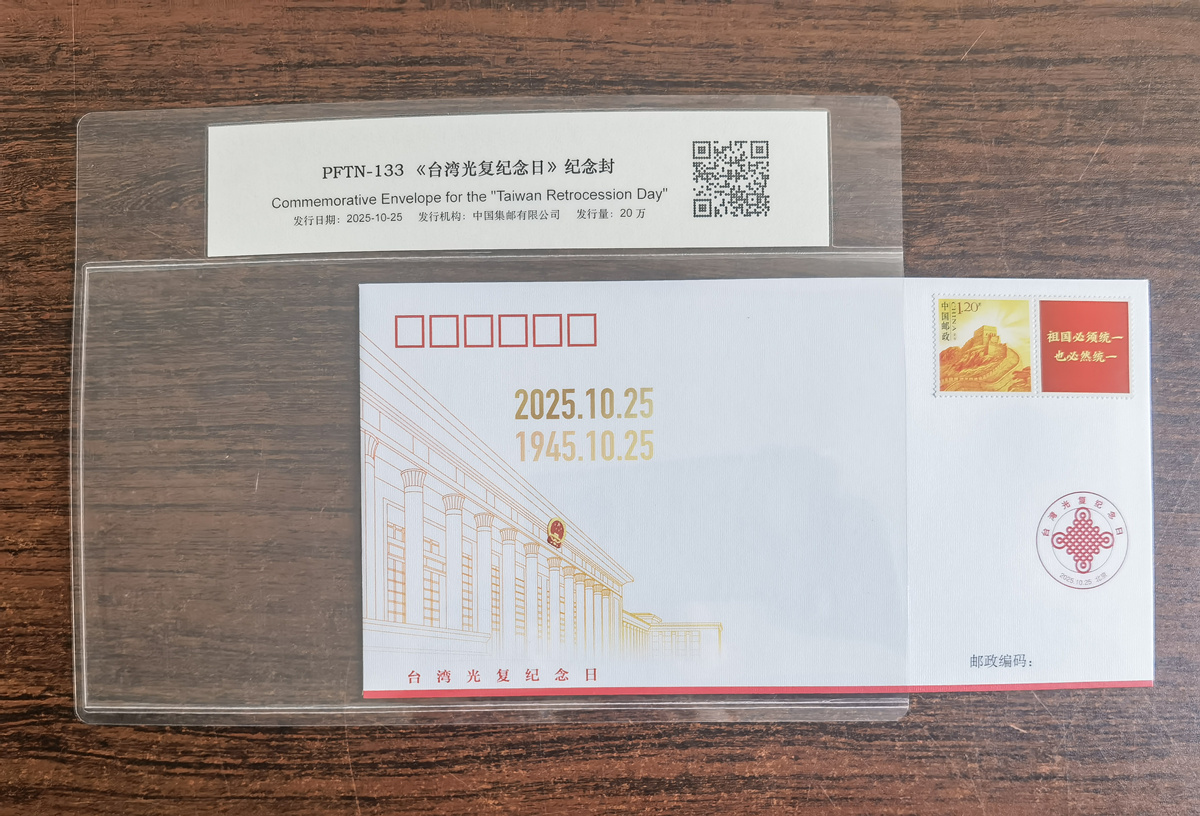 PFTN-133 《台湾光复纪念日》纪念封
Commemorative Envelope for the "Taiwan Retrocession Day"
发行日期：2025-10-25 发行机构：中国集邮有限公司 发行量：20 万
中国邮政
CHINA
1.20元
祖国必须统一
也必然统一
2025.10.25
1945.10.25
台湾光复纪念日
2025.10.25 北京
台湾光复纪念日
邮政编码：